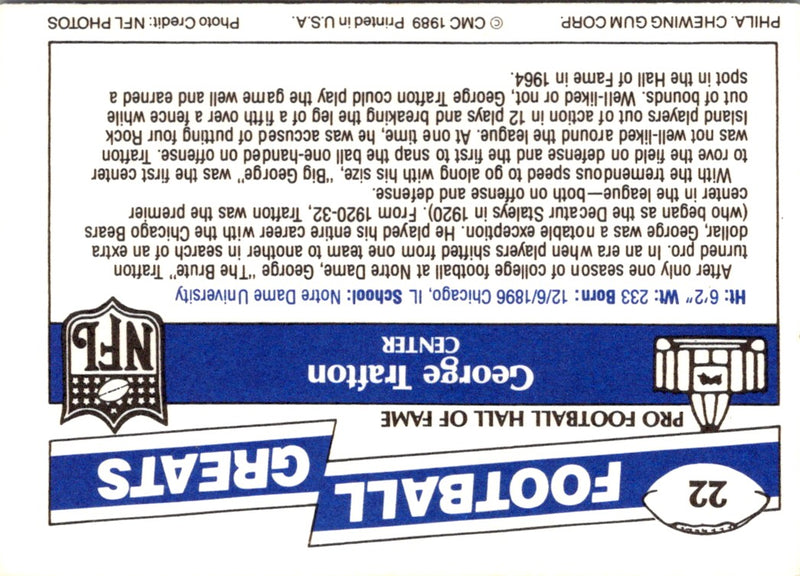 22
FOOTBALL
GREATS
PRO FOOTBALL HALL OF FAME
George Trafton
CENTER
NFL
Ht: 6'2" Wt: 233 Born: 12/6/1896 Chicago, IL School: Notre Dame University
After only one season of college football at Notre Dame, George "The Brute" Trafton
turned pro. In an era when players shifted from one team to another in search of an extra
dollar, George was a notable exception. He played his entire career with the Chicago Bears
(who began as the Decatur Staleys in 1920). From 1920-32, Trafton was the premier
center in the league—both on offense and defense.
With the tremendous speed to go along with his size, "Big George" was the first center
to rove the field on defense and the first to snap the ball one-handed on offense. Trafton
was not well-liked around the league. At one time, he was accused of putting four Rock
Island players out of action in 12 plays and breaking the leg of a fifth over a fence while
out of bounds. Well-liked or not, George Trafton could play the game well and earned a
spot in the Hall of Fame in 1964.
PHILA. CHEWING GUM CORP. © CMC 1989 Printed in U.S.A. Photo Credit: NFL PHOTOS